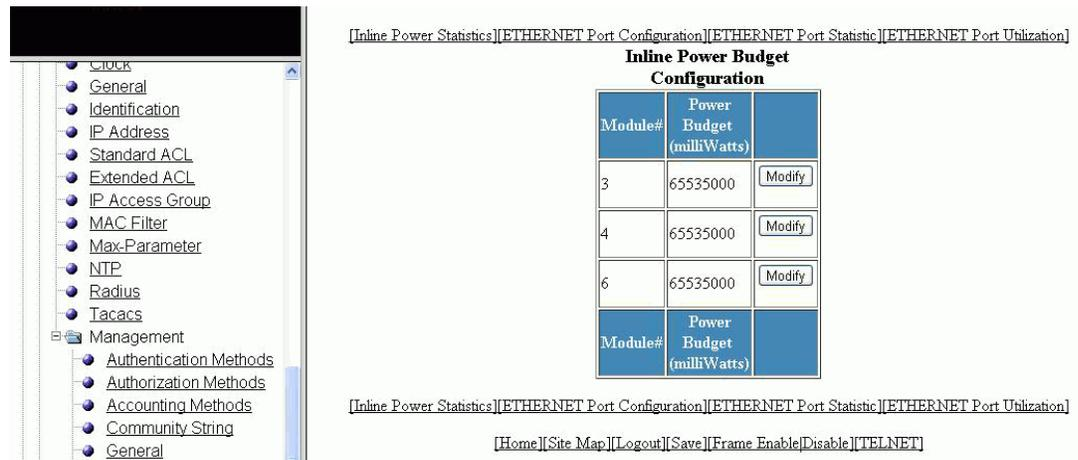 Clock
General
Identification
IP Address
Standard ACL
Extended ACL
IP Access Group
MAC Filter
Max-Parameter
NTP
Radius
Tacacs
Management
Authentication Methods
Authorization Methods
Accounting Methods
Community String
General
[Inline Power Statistics][ETHERNET Port Configuration][ETHERNET Port Statistic][ETHERNET Port Utilization]
Inline Power Budget
Configuration
Module# Power Budget (milliWatts)
3 65535000 Modify
4 65535000 Modify
6 65535000 Modify
Module# Power Budget (milliWatts)
[Inline Power Statistics][ETHERNET Port Configuration][ETHERNET Port Statistic][ETHERNET Port Utilization]
[Home][Site Map][Logout][Save][Frame Enable|Disable][TELNET]